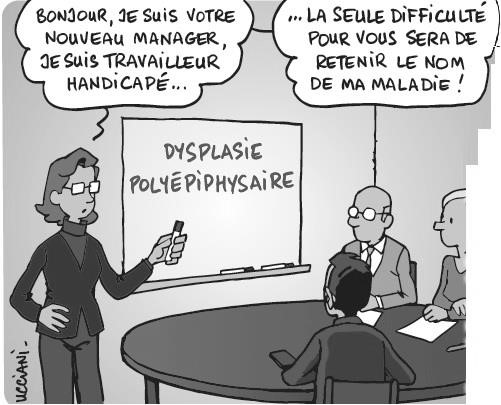 BONJOUR, JE SUIS VOTRE
NOUVEAU MANAGER,
JE SUIS TRAVAILLEUR
HANDICAPÉ...
...LA SEULE DIFFICULTÉ
POUR VOUS SERA DE
RETENIR LE NOM
DE MA MALADIE !
DYSPLASIE
POLYÉPIPHYSAIRE
UCCIANI-